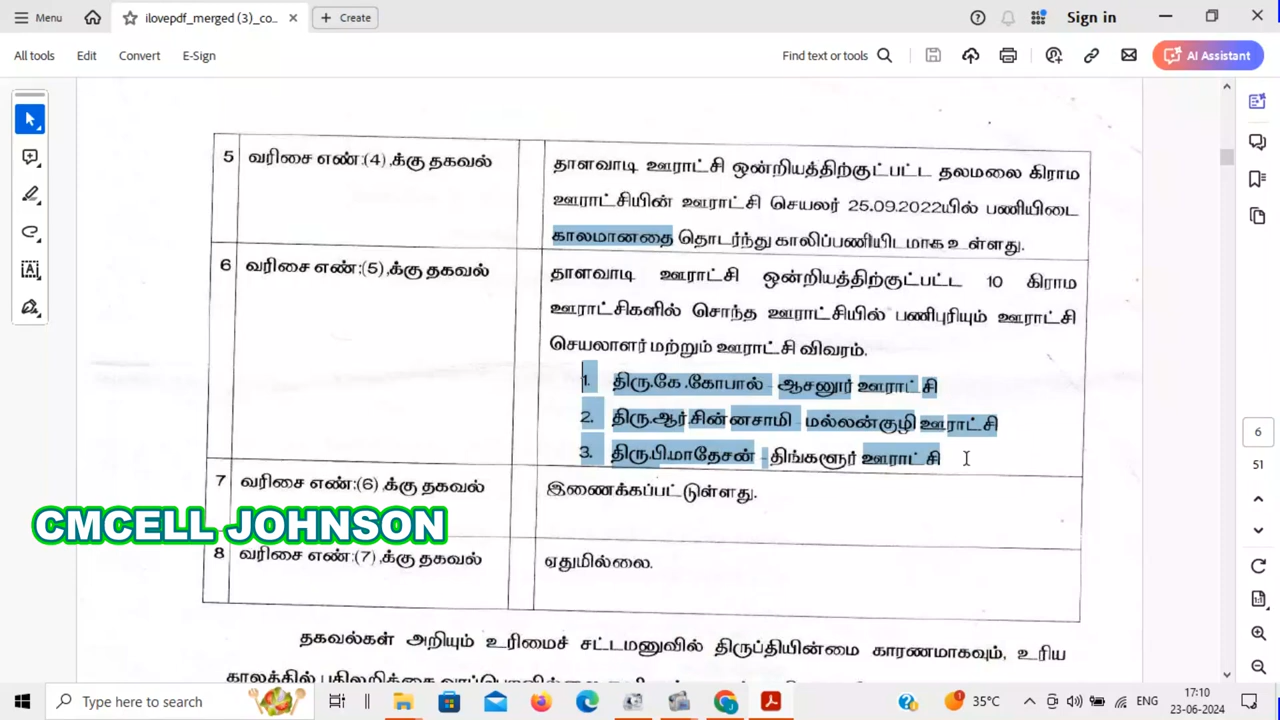 Menu
ilovepdf_merged (3)_co...
Create
Sign in
All tools
Edit
Convert
E-Sign
Find text or tools
AI Assistant
5 வரிசை எண்:(4),க்கு தகவல்
தாளவாடி ஊராட்சி ஒன்றியத்திற்குட்பட்ட தலமலை கிராம
ஊராட்சியின் ஊராட்சி செயலர் 25.09.2022யில் பணியிடை
காலமானதை தொடர்ந்து காலிப்பணியிடமாக உள்ளது.
6 வரிசை எண்:(5),க்கு தகவல்
தாளவாடி ஊராட்சி ஒன்றியத்திற்குட்பட்ட 10 கிராம
ஊராட்சிகளில் சொந்த ஊராட்சியில் பணிபுரியும் ஊராட்சி
செயலாளர் மற்றும் ஊராட்சி விவரம்.
1. திரு.கே.கோபால் - ஆசனூர் ஊராட்சி
2. திரு.ஆர்.சின்னசாமி - மல்லன்குழி ஊராட்சி
3. திரு.பி.மாதேசன் - திங்களூர் ஊராட்சி
7 வரிசை எண்:(6),க்கு தகவல்
இணைக்கப்பட்டுள்ளது.
CMCELL JOHNSON
8 வரிசை எண்:(7),க்கு தகவல்
ஏதுமில்லை.
தகவல்கள் அறியும் உரிமைச் சட்டமனுவில் திருப்தியின்மை காரணமாகவும், உரிய
6
51
Type here to search
35°C
ENG
17:10
23-06-2024